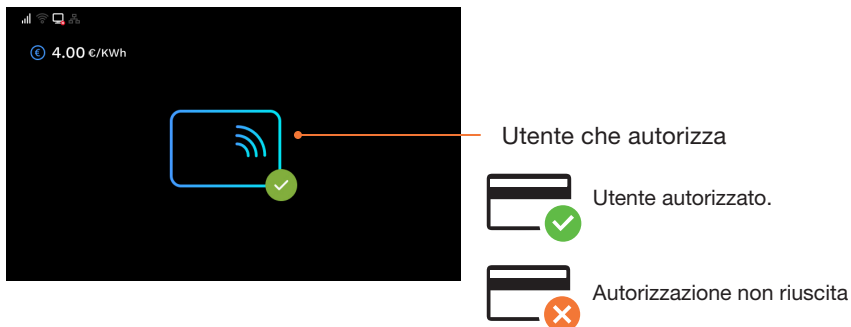 € 4.00 €/KWh
Utente che autorizza
Utente autorizzato.
Autorizzazione non riuscita